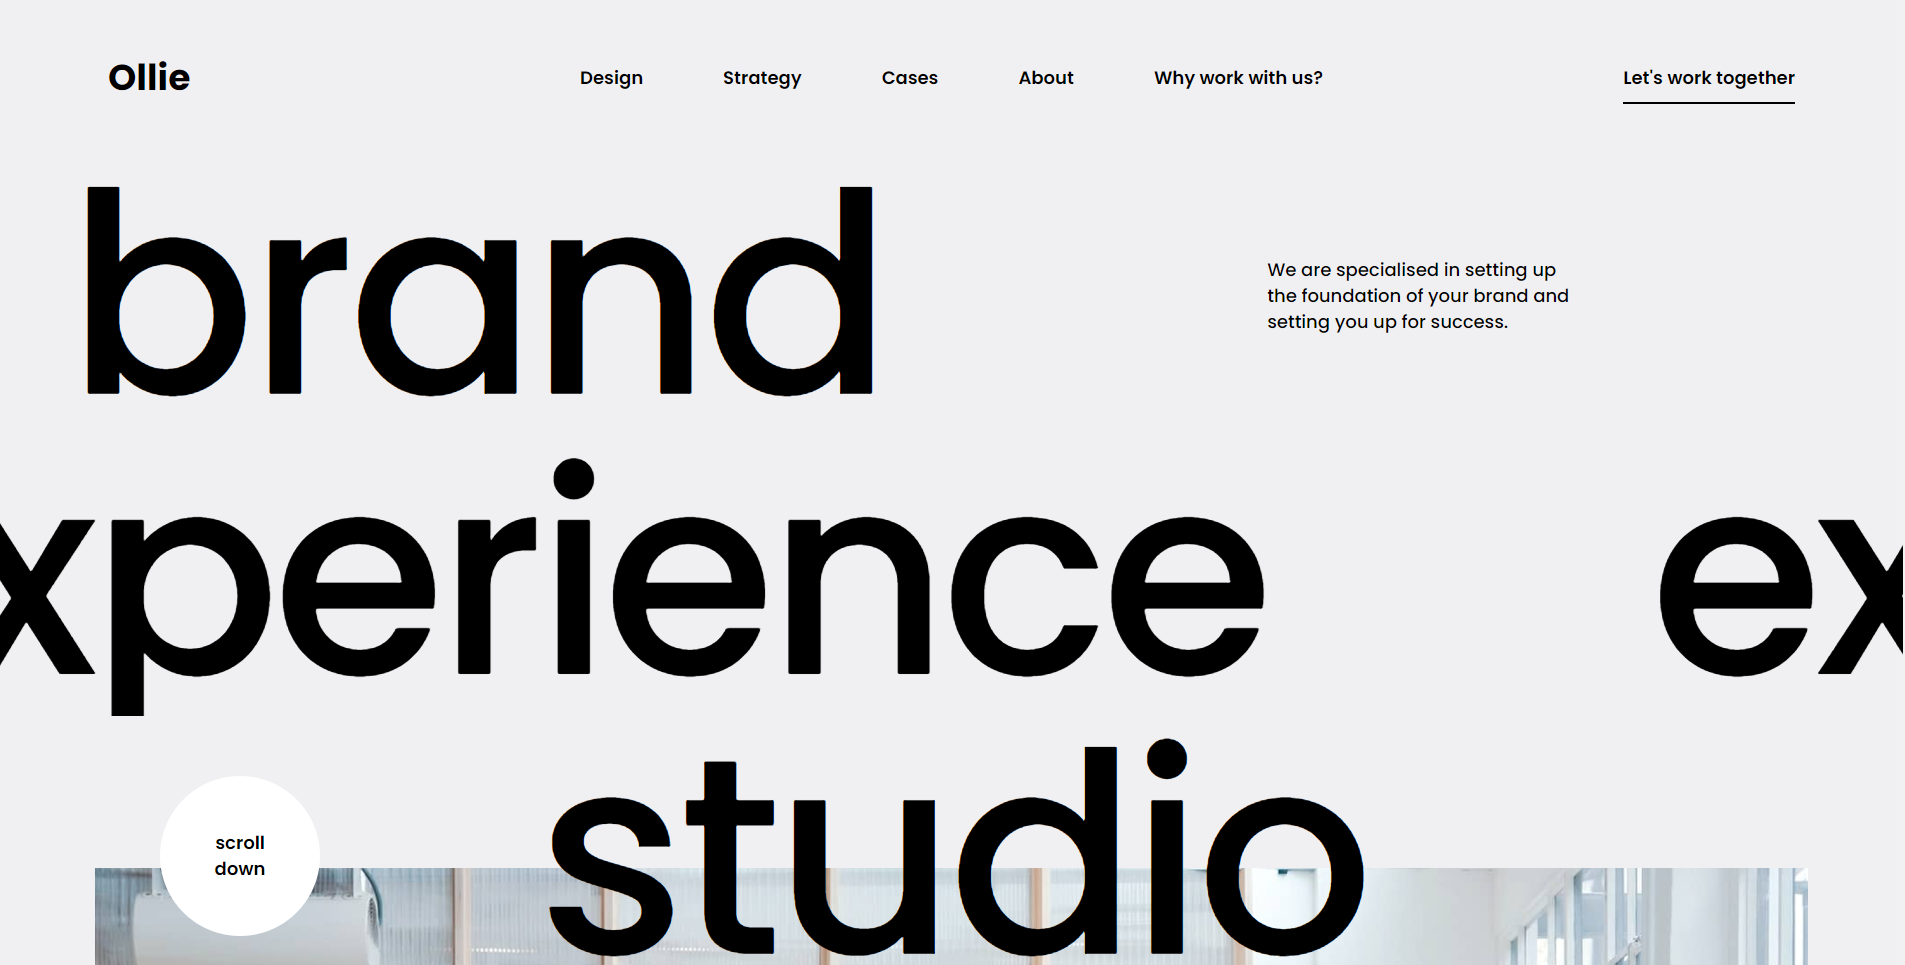 Ollie
Design Strategy Cases About Why work with us?
Let's work together
brand
We are specialised in setting up
the foundation of your brand and
setting you up for success.
xperience ex
studio
scroll
down